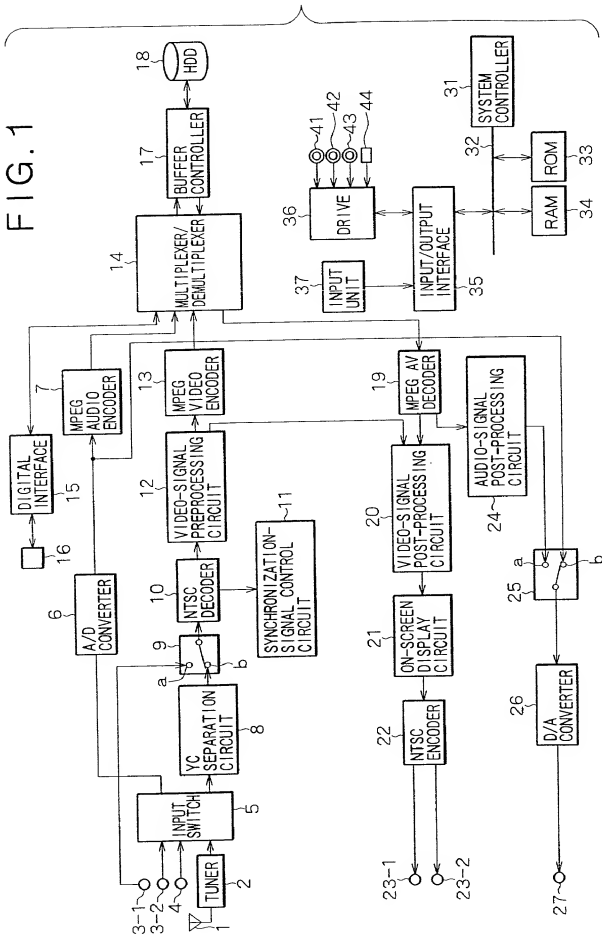 FIG. 1
18
HDD
17
BUFFER
CONTROLLER
14
MULTIPLEXER/
DEMULTIPLEXER
7
MPEG
AUDIO
ENCODER
13
MPEG
VIDEO
ENCODER
DIGITAL
INTERFACE
15
16
12
VIDEO-SIGNAL
PREPROCESSING
CIRCUIT
10
NTSC
DECODER
11
SYNCHRONIZATION-
SIGNAL CONTROL
CIRCUIT
6
A/D
CONVERTER
9
a
b
YC
SEPARATION
CIRCUIT
8
INPUT
SWITCH
5
3-1
3-2
4
TUNER
2
1
31
SYSTEM
CONTROLLER
32
ROM
33
RAM
34
41
42
43
44
36
DRIVE
37
INPUT
UNIT
INPUT/OUTPUT
INTERFACE
35
19
MPEG AV
DECODER
20
VIDEO-SIGNAL
POST-PROCESSING
CIRCUIT
AUDIO-SIGNAL
POST-PROCESSING
CIRCUIT
24
21
ON-SCREEN
DISPLAY
CIRCUIT
22
NTSC
ENCODER
23-1
23-2
a
25
b
26
D/A
CONVERTER
27